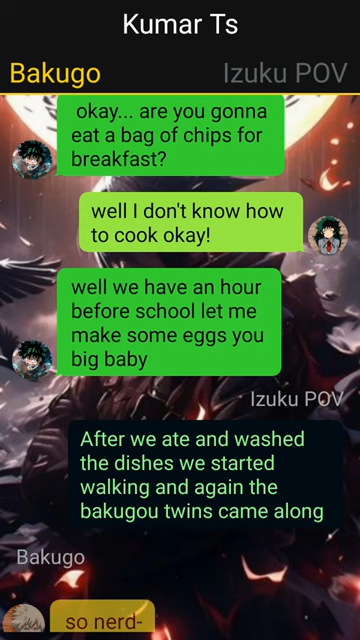 Kumar Ts
Bakugo
Izuku POV
okay... are you gonna
eat a bag of chips for
breakfast?
well I don't know how
to cook okay!
well we have an hour
before school let me
make some eggs you
big baby
Izuku POV
After we ate and washed
the dishes we started
walking and again the
bakugou twins came along
Bakugo
so nerd-